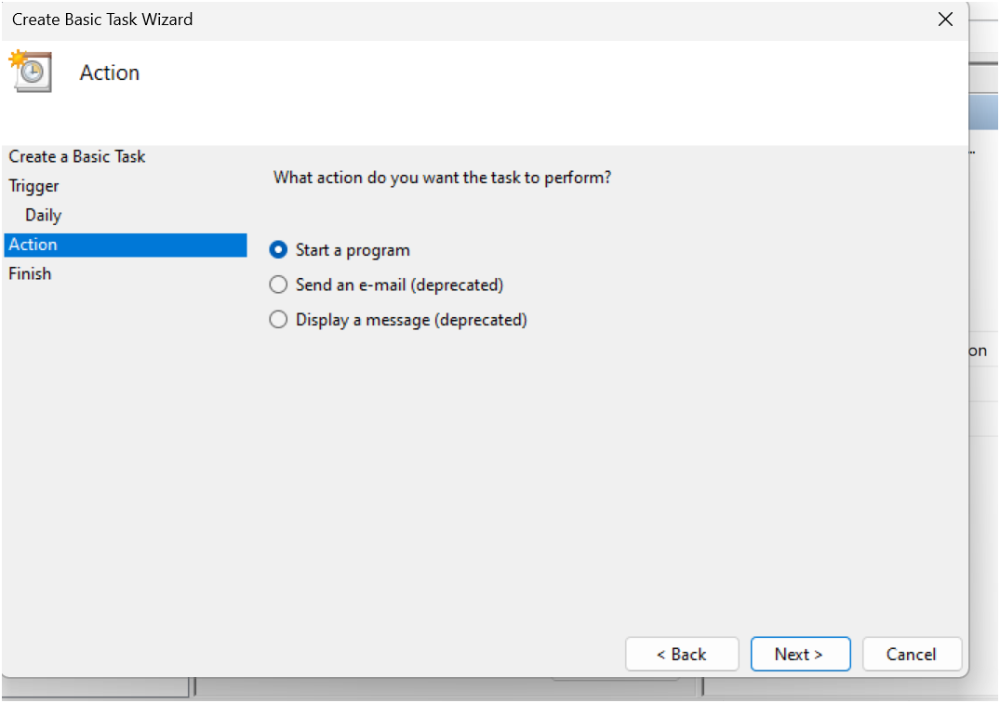 Create Basic Task Wizard
Action
Create a Basic Task
Trigger
Daily
Action
Finish
What action do you want the task to perform?
Start a program
Send an e-mail (deprecated)
Display a message (deprecated)
...
on
< Back
Next >
Cancel